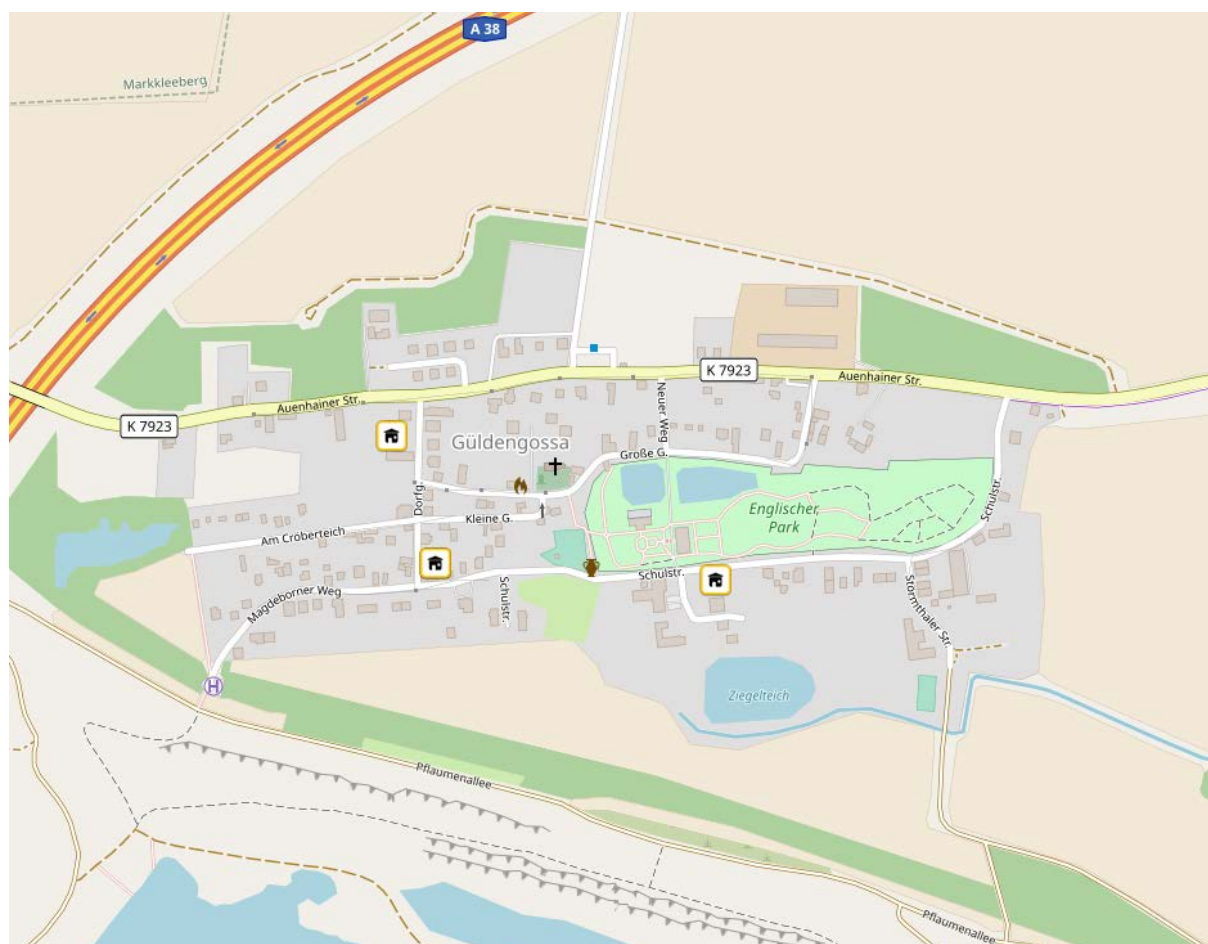 A 38
Markkleeberg
K 7923
Auenhainer Str.
Auenhainer Str.
K 7923
Neuer Weg
Güldengossa
Große G.
Dorfg.
Kleine G.
Englischer
Park
Schulstr.
Am Cröberteich
Schulstr.
Magdeborner Weg
Schulstr.
Störmthaler Str.
H
Ziegelteich
Pflaumenallee
Pflaumenallee